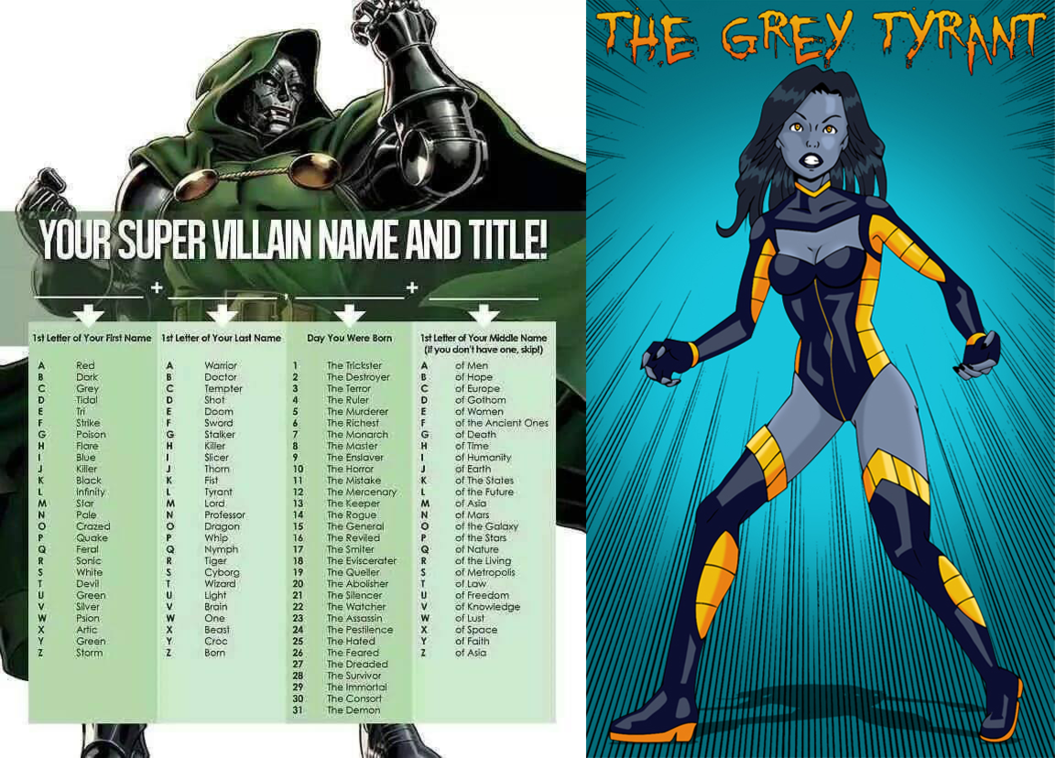 YOUR SUPER VILLAIN NAME AND TITLE!
+ , +
1st Letter of Your First Name
A Red
B Dark
C Grey
D Tidal
E Tri
F Strike
G Poison
H Flare
I Blue
J Killer
K Black
L Infinity
M Star
N Pale
O Crazed
P Quake
Q Feral
R Sonic
S White
T Devil
U Green
V Silver
W Psion
X Artic
Y Green
Z Storm
1st Letter of Your Last Name
A Warrior
B Doctor
C Tempter
D Shot
E Doom
F Sword
G Stalker
H Killer
I Slicer
J Thorn
K Fist
L Tyrant
M Lord
N Professor
O Dragon
P Whip
Q Nymph
R Tiger
S Cyborg
T Wizard
U Light
V Brain
W One
X Beast
Y Croc
Z Born
Day You Were Born
1 The Trickster
2 The Destroyer
3 The Terror
4 The Ruler
5 The Murderer
6 The Richest
7 The Monarch
8 The Master
9 The Enslaver
10 The Horror
11 The Mistake
12 The Mercenary
13 The Keeper
14 The Rogue
15 The General
16 The Reviled
17 The Smiter
18 The Eviscerater
19 The Queller
20 The Abolisher
21 The Silencer
22 The Watcher
23 The Assassin
24 The Pestilence
25 The Hated
26 The Feared
27 The Dreaded
28 The Survivor
29 The Immortal
30 The Consort
31 The Demon
1st Letter of Your Middle Name
(If you don't have one, skip!)
A of Men
B of Hope
C of Europe
D of Gothom
E of Women
F of the Ancient Ones
G of Death
H of Time
I of Humanity
J of Earth
K of The States
L of the Future
M of Asia
N of Mars
O of the Galaxy
P of the Stars
Q of Nature
R of the Living
S of Metropolis
T of Law
U of Freedom
V of Knowledge
W of Lust
X of Space
Y of Faith
Z of Asia
THE GREY TYRANT